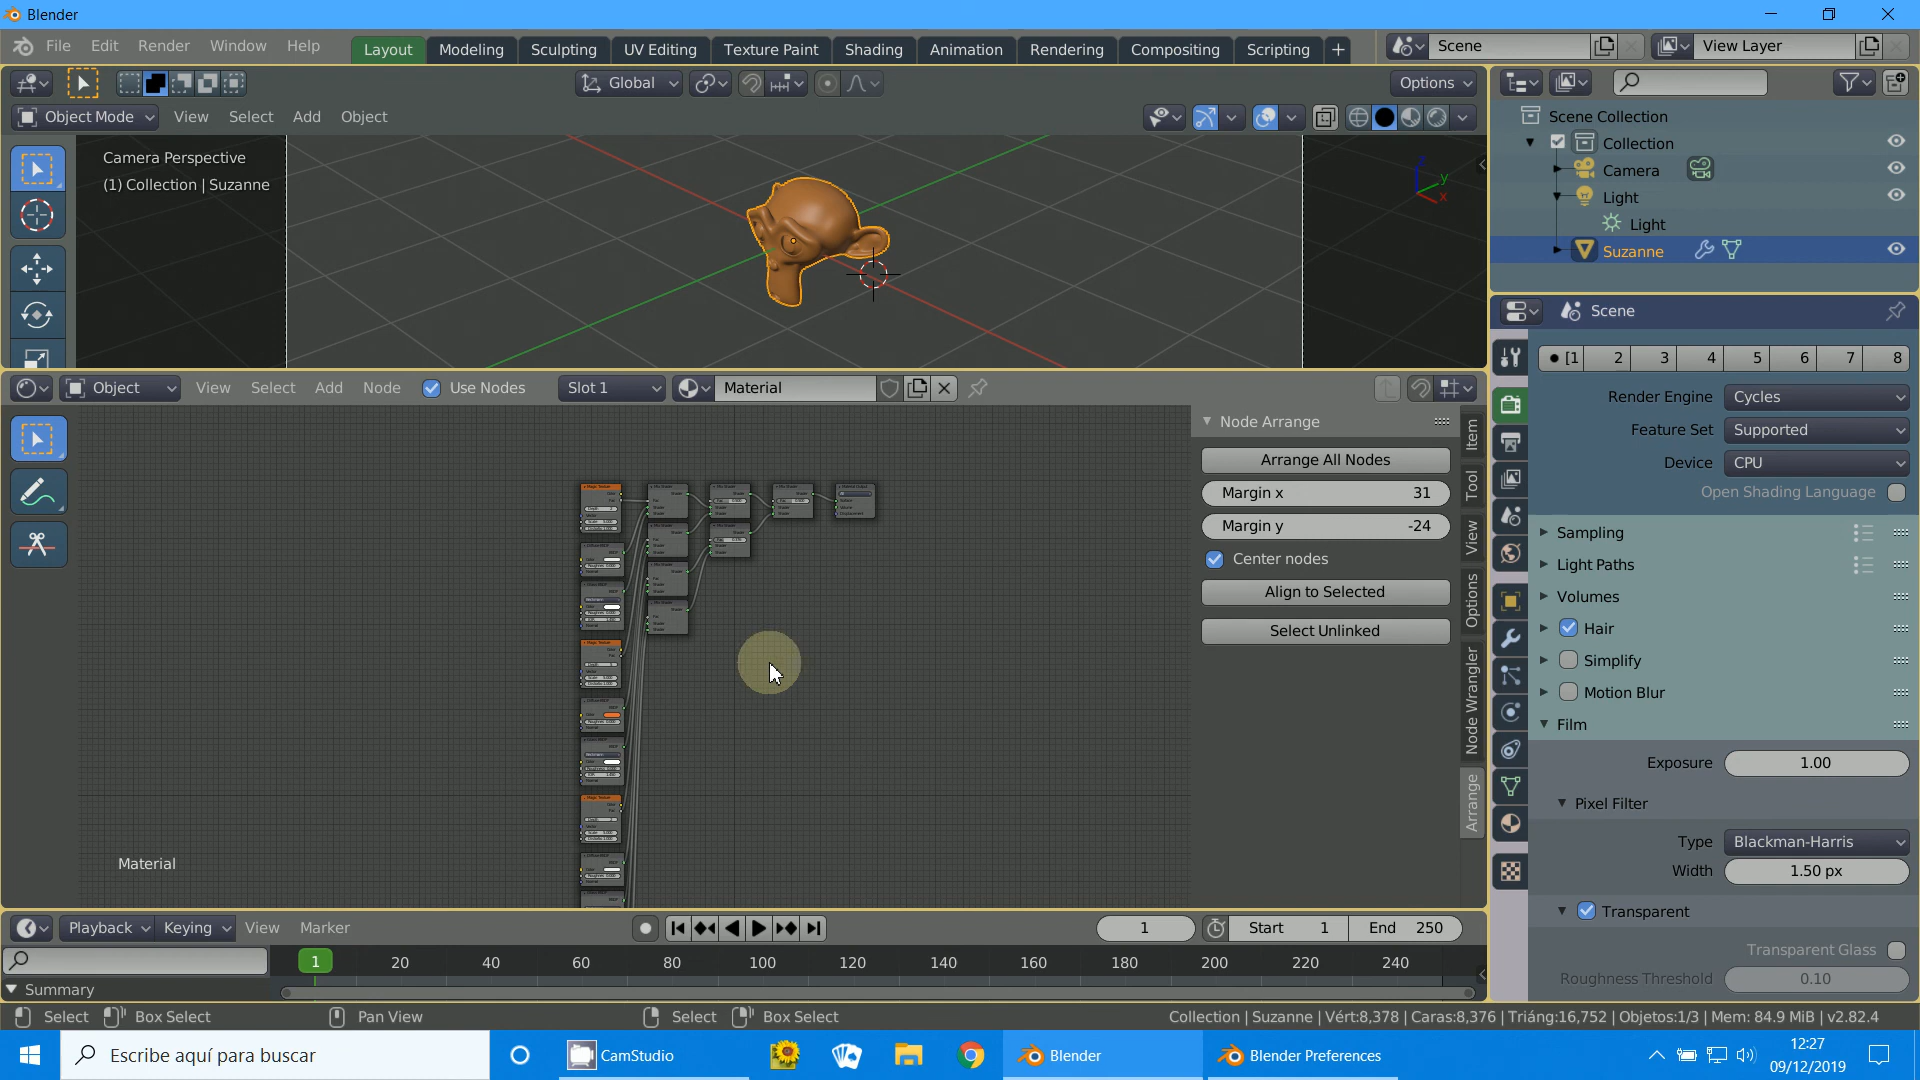 Blender
File Edit Render Window Help Layout Modeling Sculpting UV Editing Texture Paint Shading Animation Rendering Compositing Scripting + Scene View Layer
Global Options
Object Mode View Select Add Object
Camera Perspective
(1) Collection | Suzanne
Scene Collection
Collection
Camera
Light
Light
Suzanne
Object View Select Add Node Use Nodes Slot 1 Material
Node Arrange
Arrange All Nodes
Margin x 31
Margin y -24
Center nodes
Align to Selected
Select Unlinked
Item
Tool
View
Options
Node Wrangler
Arrange
Material
Scene
[1 2 3 4 5 6 7 8
Render Engine Cycles
Feature Set Supported
Device CPU
Open Shading Language
Sampling
Light Paths
Volumes
Hair
Simplify
Motion Blur
Film
Exposure 1.00
Pixel Filter
Type Blackman-Harris
Width 1.50 px
Transparent
Transparent Glass
Roughness Threshold 0.10
Playback Keying View Marker 1 Start 1 End 250
1 20 40 60 80 100 120 140 160 180 200 220 240
Summary
Select Box Select Pan View Select Box Select Collection | Suzanne | Vért:8,378 | Caras:8,376 | Triáng:16,752 | Objetos:1/3 | Mem: 84.9 MiB | v2.82.4
Escribe aquí para buscar CamStudio Blender Blender Preferences 12:27
09/12/2019